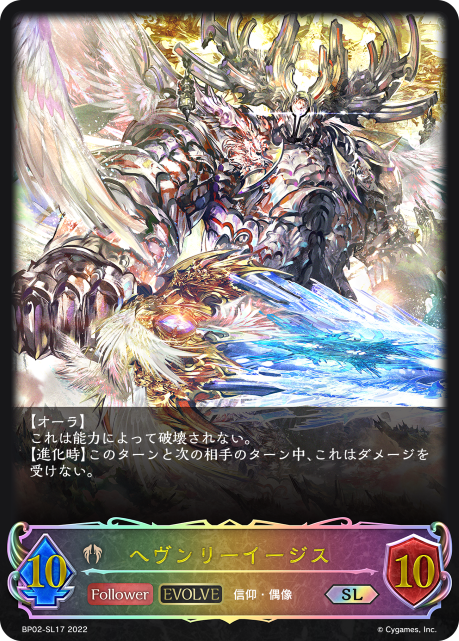 【オーラ】
これは能力によって破壊されない。
【進化時】このターンと次の相手のターン中、これはダメージを
受けない。
ヘヴンリーイージス
10
10
Follower EVOLVE 信仰・偶像 SL
BP02-SL17 2022
© Cygames, Inc.